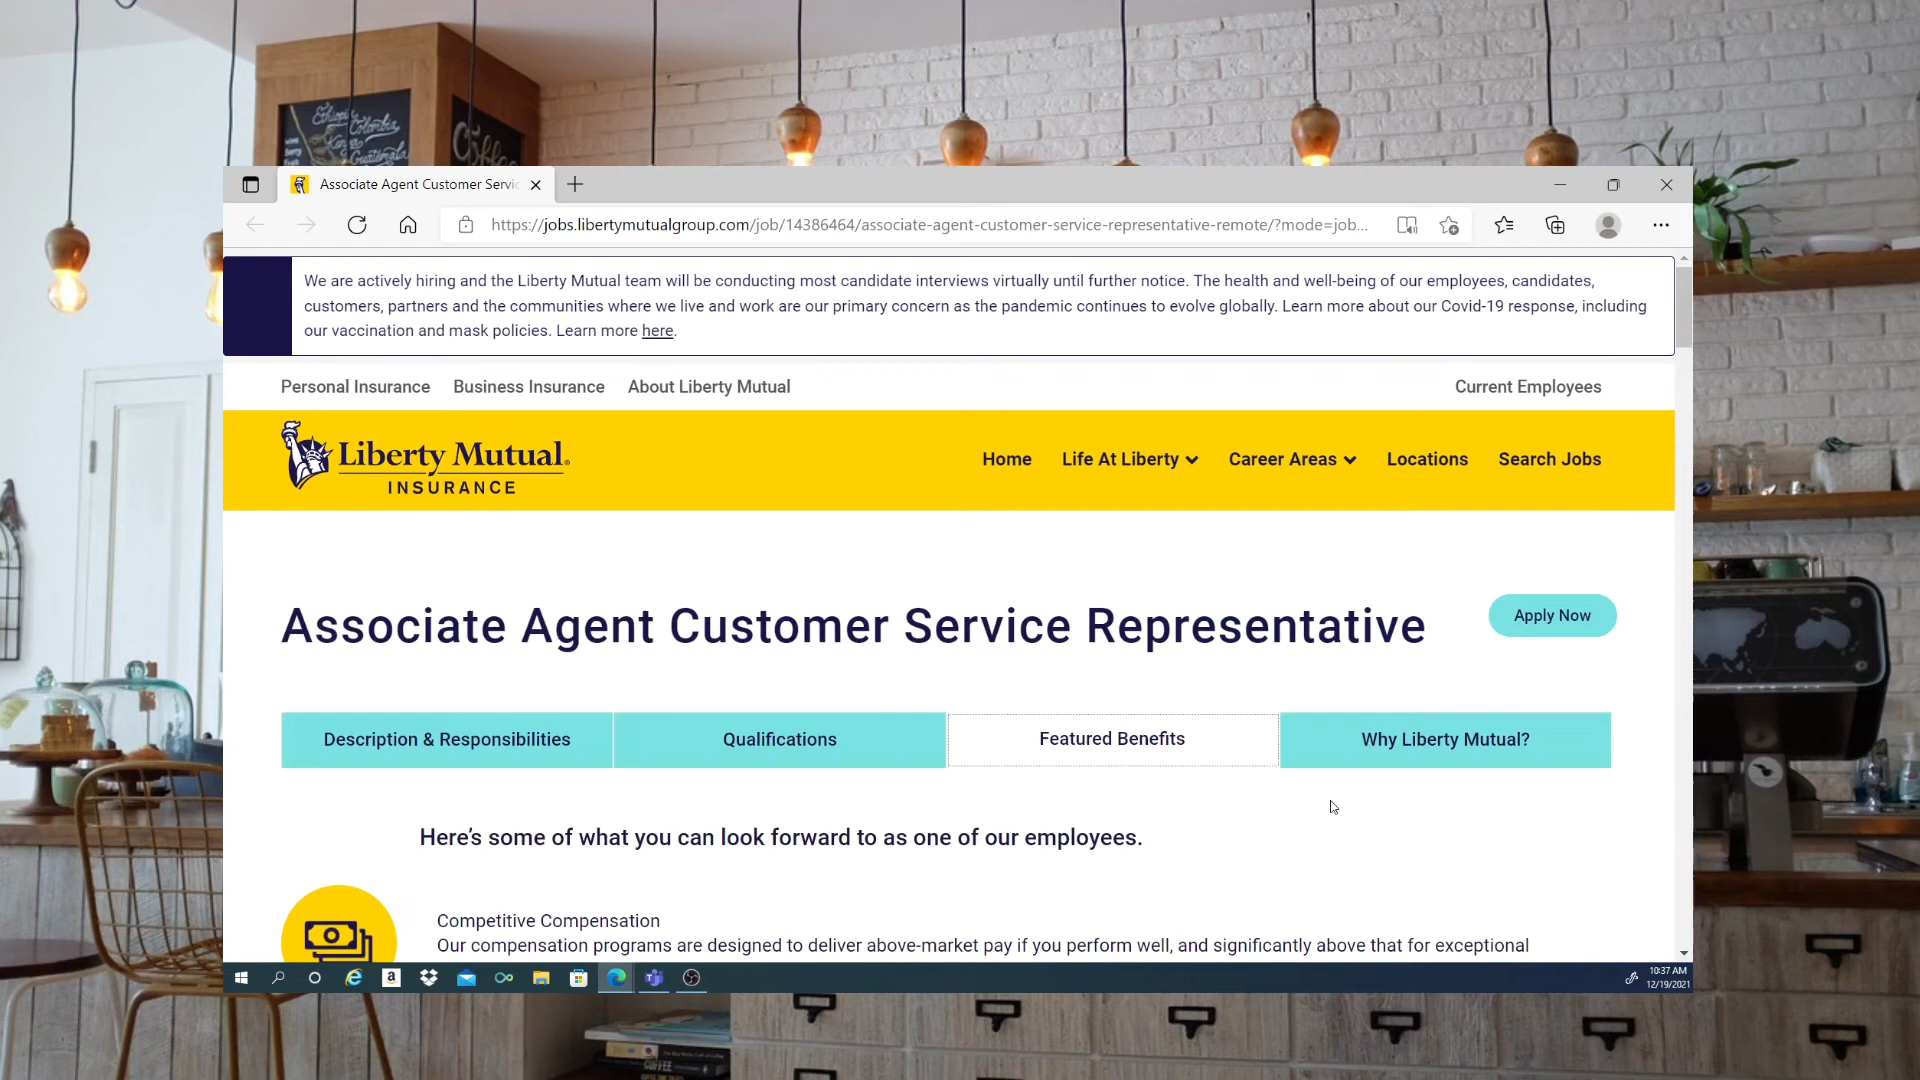 Ethiopia
Colombia
Kenya
Guatemala
Coffee
Associate Agent Customer Servic
https://jobs.libertymutualgroup.com/job/14386464/associate-agent-customer-service-representative-remote/?mode=job...
We are actively hiring and the Liberty Mutual team will be conducting most candidate interviews virtually until further notice. The health and well-being of our employees, candidates,
customers, partners and the communities where we live and work are our primary concern as the pandemic continues to evolve globally. Learn more about our Covid-19 response, including
our vaccination and mask policies. Learn more here.
Personal Insurance Business Insurance About Liberty Mutual Current Employees
Liberty Mutual.
INSURANCE
Home Life At Liberty Career Areas Locations Search Jobs
Associate Agent Customer Service Representative
Apply Now
Description & Responsibilities Qualifications Featured Benefits Why Liberty Mutual?
Here's some of what you can look forward to as one of our employees.
Competitive Compensation
Our compensation programs are designed to deliver above-market pay if you perform well, and significantly above that for exceptional
10:37 AM
12/19/2021
COFFEE